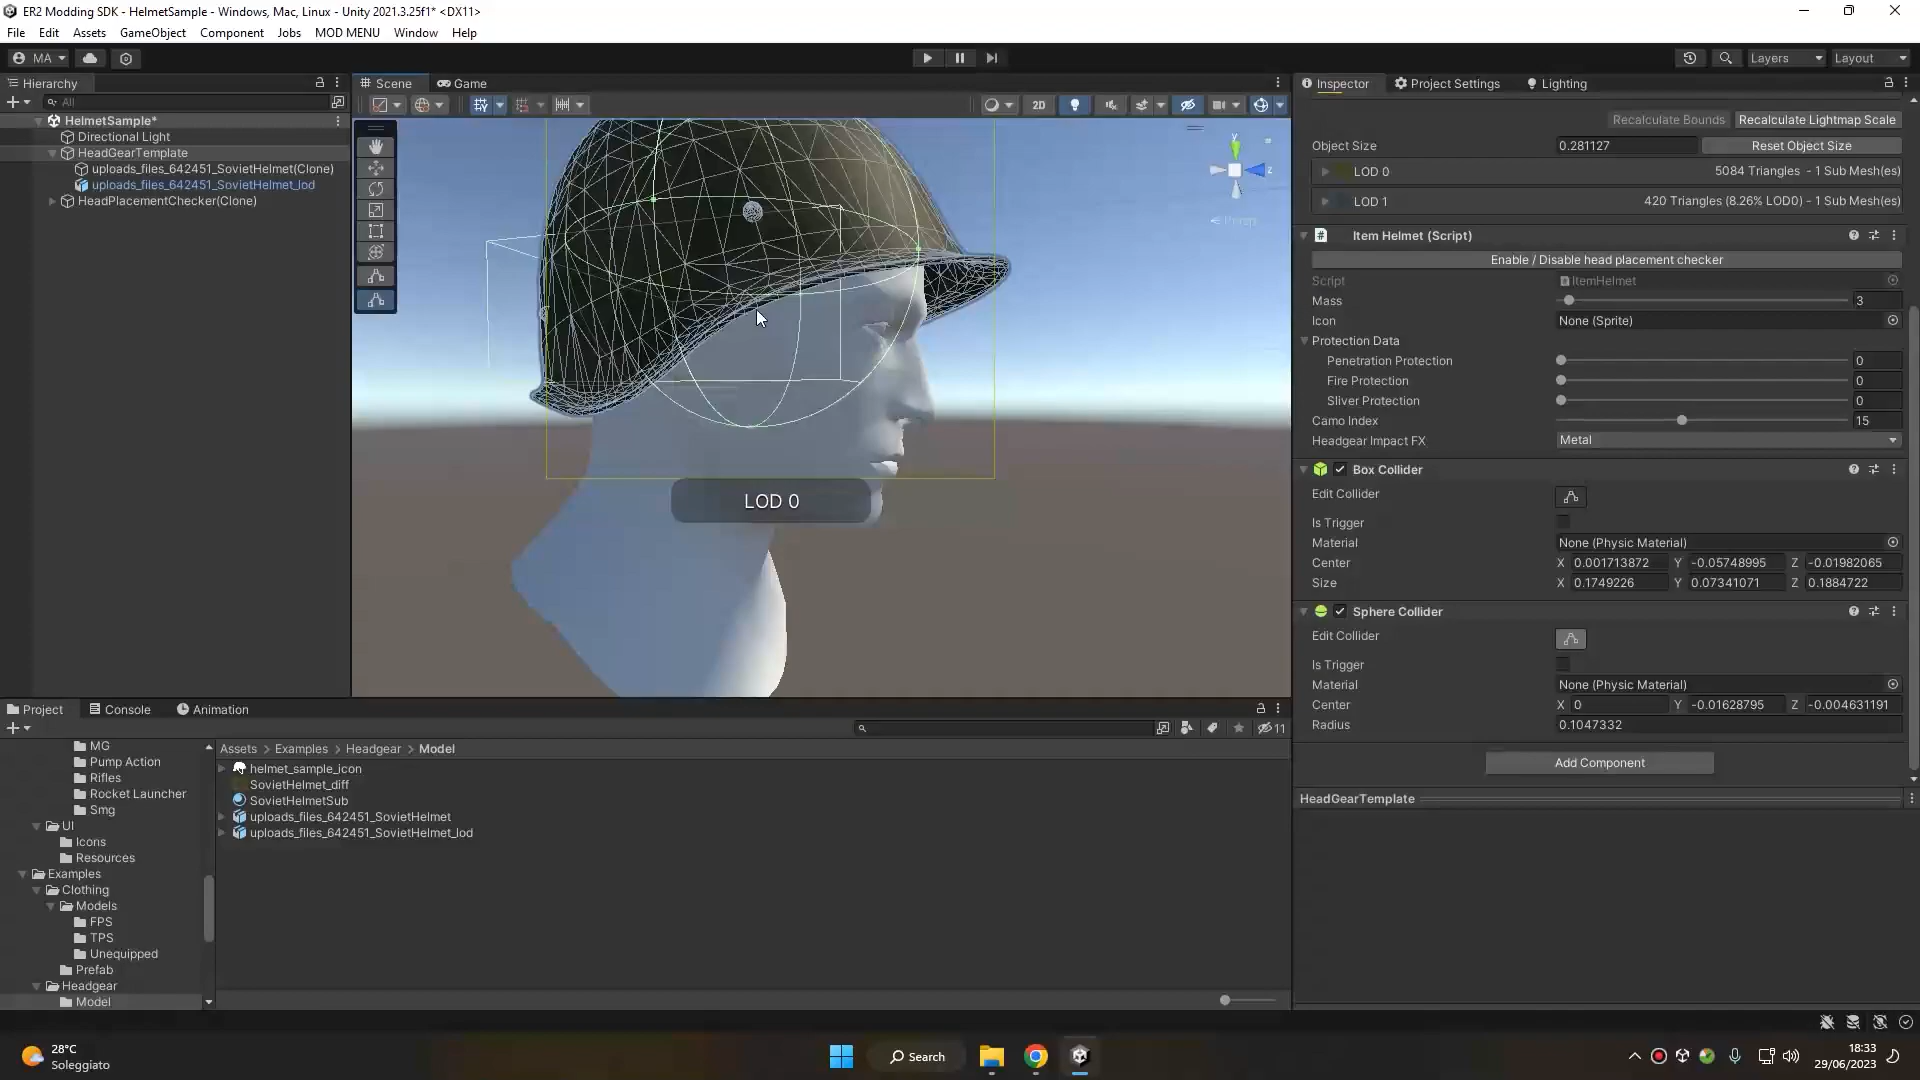 ER2 Modding SDK - HelmetSample - Windows, Mac, Linux - Unity 2021.3.25f1* <DX11>
File Edit Assets GameObject Component Jobs MOD MENU Window Help
MA
Layers
Layout
Hierarchy
Scene
Game
Inspector
Project Settings
Lighting
All
2D
HelmetSample*
Directional Light
HeadGearTemplate
uploads_files_642451_SovietHelmet(Clone)
uploads_files_642451_SovietHelmet_lod
HeadPlacementChecker(Clone)
y
z
Persp
LOD 0
Recalculate Bounds
Recalculate Lightmap Scale
Object Size 0.281127 Reset Object Size
LOD 0 5084 Triangles - 1 Sub Mesh(es)
LOD 1 420 Triangles (8.26% LOD0) - 1 Sub Mesh(es)
# Item Helmet (Script)
Enable / Disable head placement checker
Script ItemHelmet
Mass 3
Icon None (Sprite)
Protection Data
Penetration Protection 0
Fire Protection 0
Sliver Protection 0
Camo Index 15
Headgear Impact FX Metal
Box Collider
Edit Collider
Is Trigger
Material None (Physic Material)
Center X 0.001713872 Y -0.05748995 Z -0.01982065
Size X 0.1749226 Y 0.07341071 Z 0.1884722
Sphere Collider
Edit Collider
Is Trigger
Material None (Physic Material)
Center X 0 Y -0.01628795 Z -0.004631191
Radius 0.1047332
Add Component
HeadGearTemplate
Project
Console
Animation
11
MG
Pump Action
Rifles
Rocket Launcher
Smg
UI
Icons
Resources
Examples
Clothing
Models
FPS
TPS
Unequipped
Prefab
Headgear
Model
Assets > Examples > Headgear > Model
helmet_sample_icon
SovietHelmet_diff
SovietHelmetSub
uploads_files_642451_SovietHelmet
uploads_files_642451_SovietHelmet_lod
28°C
Soleggiato
Search
18:33
29/06/2023